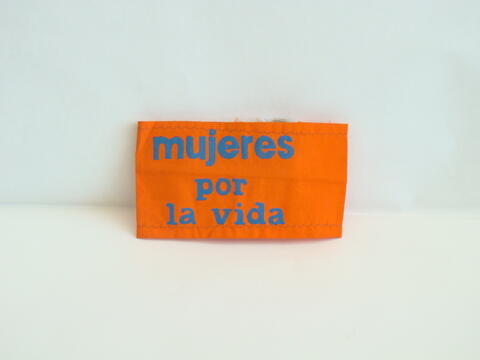 mujeres
por
la vida